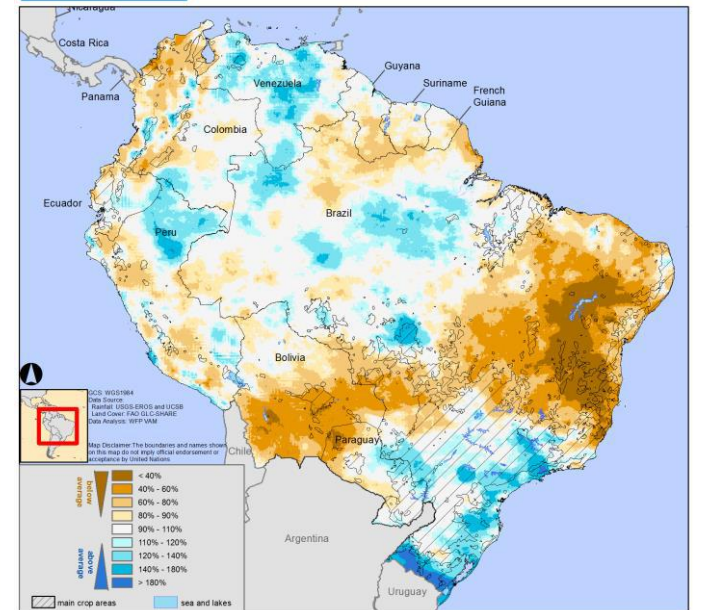 Nicaragua
Costa Rica
Panama
Venezuela
Guyana
Suriname
French
Guiana
Colombia
Ecuador
Peru
Brazil
Bolivia
Paraguay
Chile
Argentina
Uruguay
GCS: WGS1984
Data Source:
Rainfall: USGS-EROS and UCSB
Land Cover: FAO GLC-SHARE
Data Analysis: WFP VAM
Map Disclaimer:The boundaries and names shown
on this map do not imply official endorsement or
acceptance by United Nations
below
average
above
average
< 40%
40% - 60%
60% - 80%
80% - 90%
90% - 110%
110% - 120%
120% - 140%
140% - 180%
> 180%
main crop areas
sea and lakes